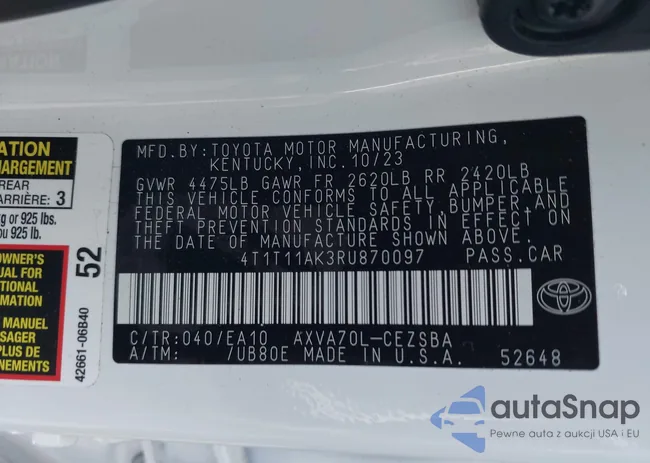 ATION
CHARGEMENT
REAR
ARRIÈRE: 3
g or 925 lbs.
u 925 lb.
OWNER'S
UAL FOR
TIONAL
RMATION
MANUEL
SAGER
PLUS DE
NEMENTS
52
42661-06B40
MFD. BY: TOYOTA MOTOR MANUFACTURING,
KENTUCKY, INC. 10/23
GVWR 4475LB GAWR FR 2620LB RR 2420LB
THIS VEHICLE CONFORMS TO ALL APPLICABLE
FEDERAL MOTOR VEHICLE SAFETY, BUMPER, AND
THEFT PREVENTION STANDARDS IN EFFECT ON
THE DATE OF MANUFACTURE SHOWN ABOVE.
4T1T11AK3RU870097 PASS.CAR
C/TR:040/EA10 AXVA70L-CEZSBA
A/TM: /UB80E MADE IN U.S.A. 52648
autaSnap
Pewne auta z aukcji USA i EU